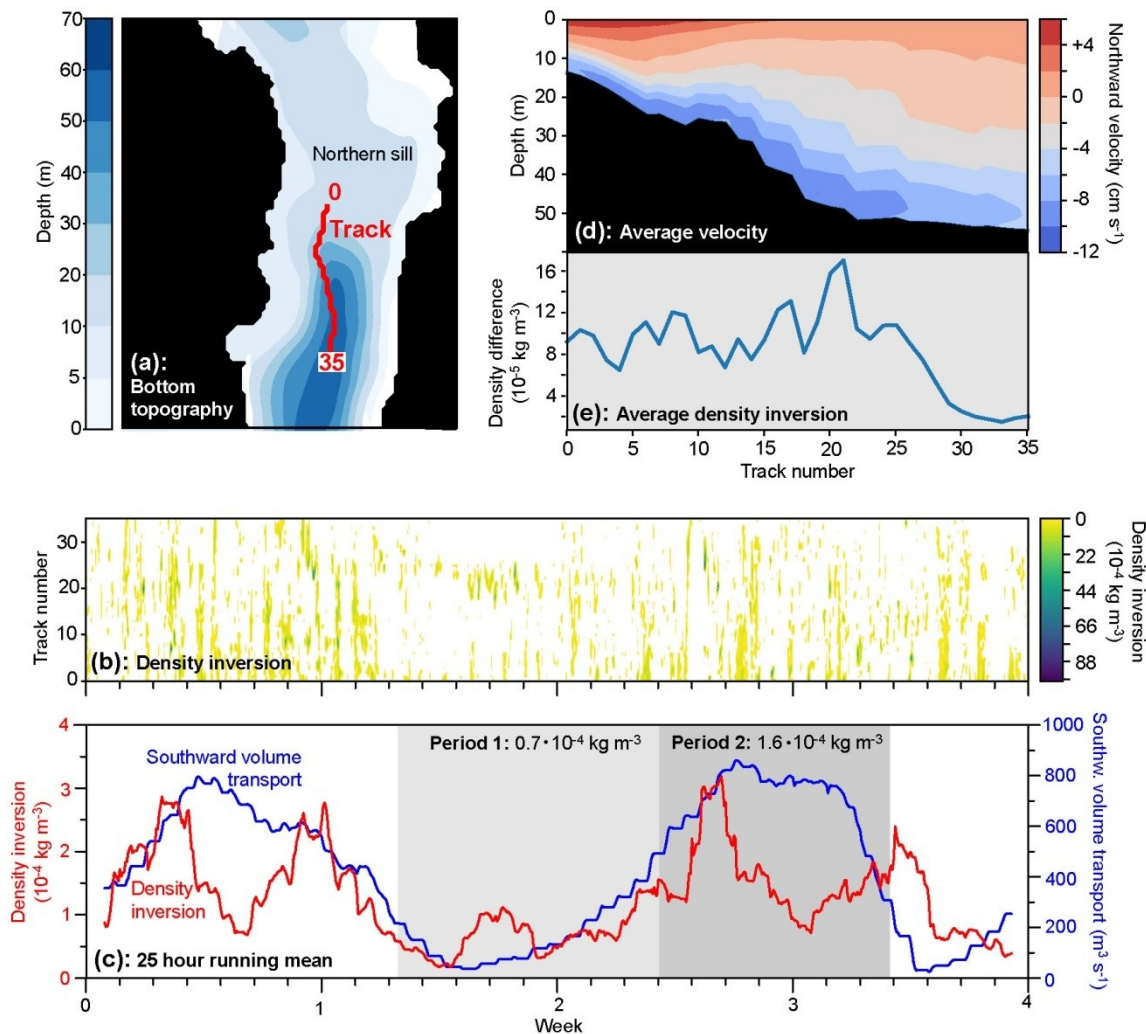 70
60
50
40
30
20
10
5
0
Depth (m)
Northern sill
0
Track
35
(a):
Bottom
topography
0
10
20
30
40
50
Depth (m)
(d): Average velocity
+4
0
-4
-8
-12
Northward velocity (cm s⁻¹)
16
12
8
4
Density difference
(10⁻⁵ kg m⁻³)
(e): Average density inversion
0 5 10 15 20 25 30 35
Track number
30
20
10
0
Track number
(b): Density inversion
0
22
44
66
88
Density inversion
(10⁻⁴ kg m⁻³)
4
3
2
1
0
Density inversion
(10⁻⁴ kg m⁻³)
Southward volume
transport
Density
inversion
Period 1: 0.7·10⁻⁴ kg m⁻³
Period 2: 1.6·10⁻⁴ kg m⁻³
(c): 25 hour running mean
1000
800
600
400
200
0
Southw. volume transport (m³ s⁻¹)
0 1 2 3 4
Week